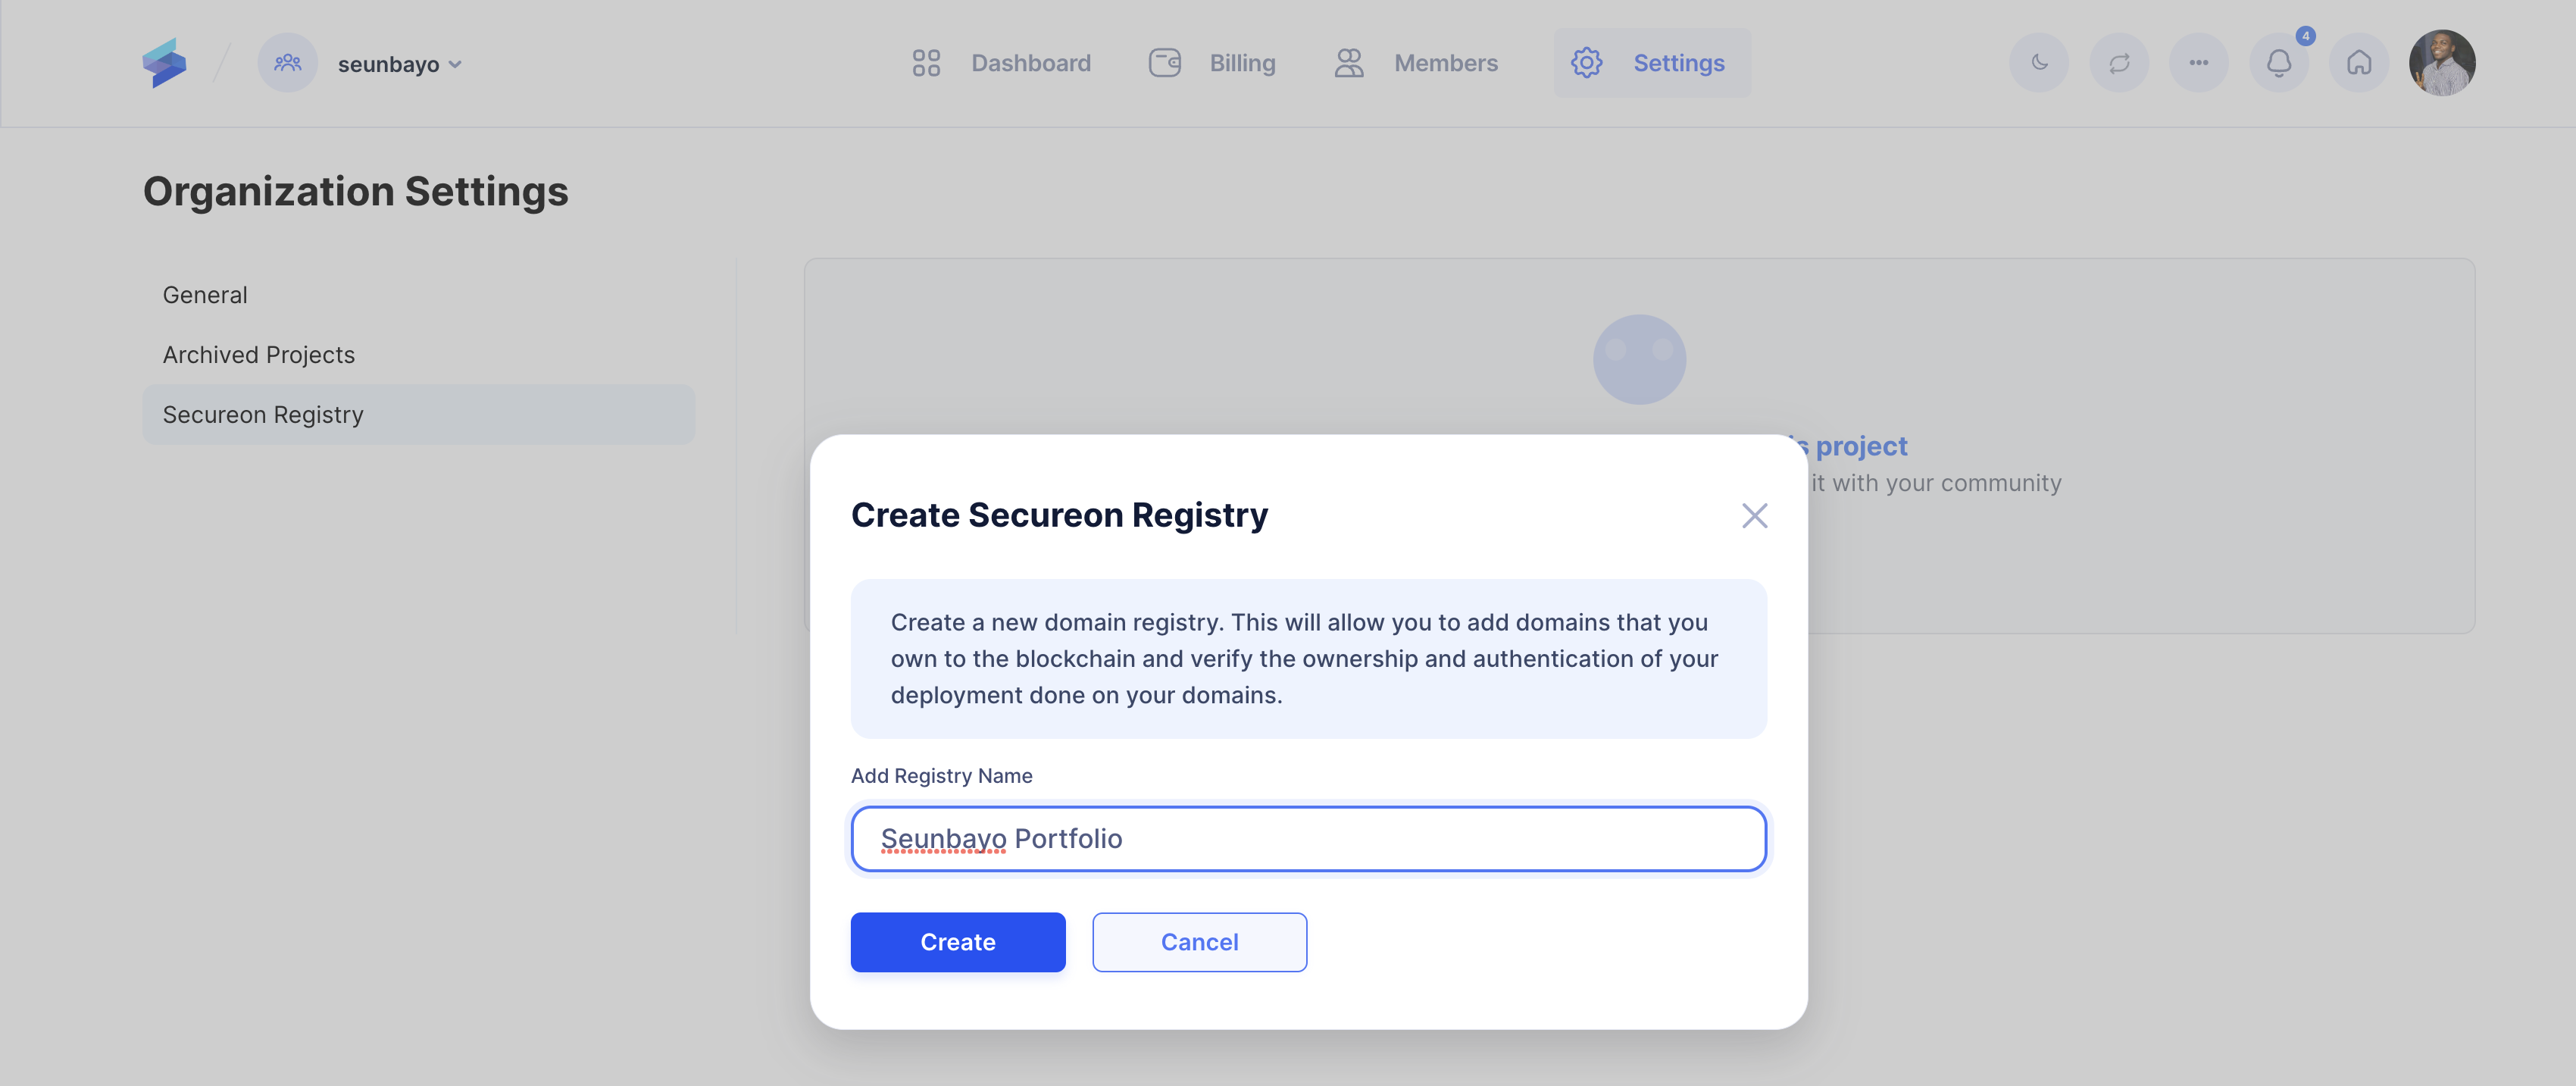 seunbayo
Dashboard
Billing
Members
Settings
4
Organization Settings
General
Archived Projects
Secureon Registry
project
it with your community
Create Secureon Registry
Create a new domain registry. This will allow you to add domains that you
own to the blockchain and verify the ownership and authentication of your
deployment done on your domains.
Add Registry Name
Seunbayo Portfolio
Create
Cancel